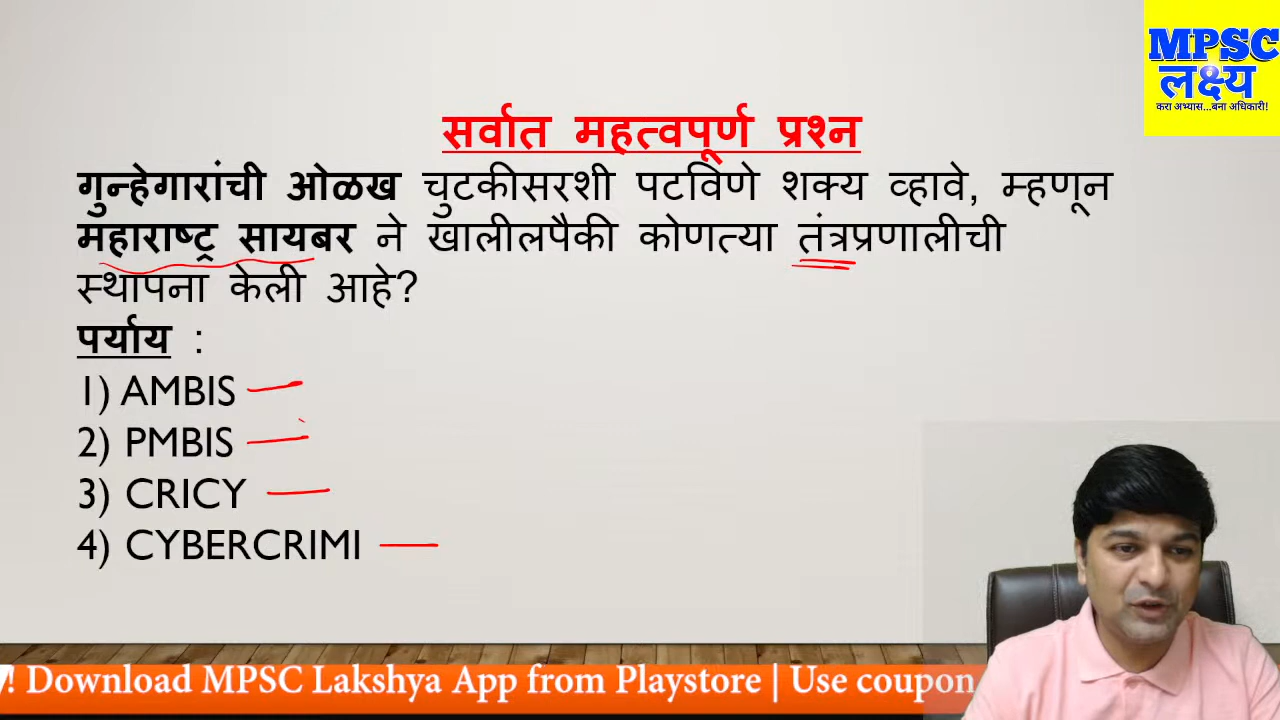 MPSC
लक्ष्य
करा अभ्यास...बना अधिकारी!
सर्वात महत्वपूर्ण प्रश्न
गुन्हेगारांची ओळख चुटकीसरशी पटविणे शक्य व्हावे, म्हणून
महाराष्ट्र सायबर ने खालीलपैकी कोणत्या तंत्रप्रणालीची
स्थापना केली आहे?
पर्याय :
1) AMBIS
2) PMBIS
3) CRICY
4) CYBERCRIMI
! Download MPSC Lakshya App from Playstore | Use coupon